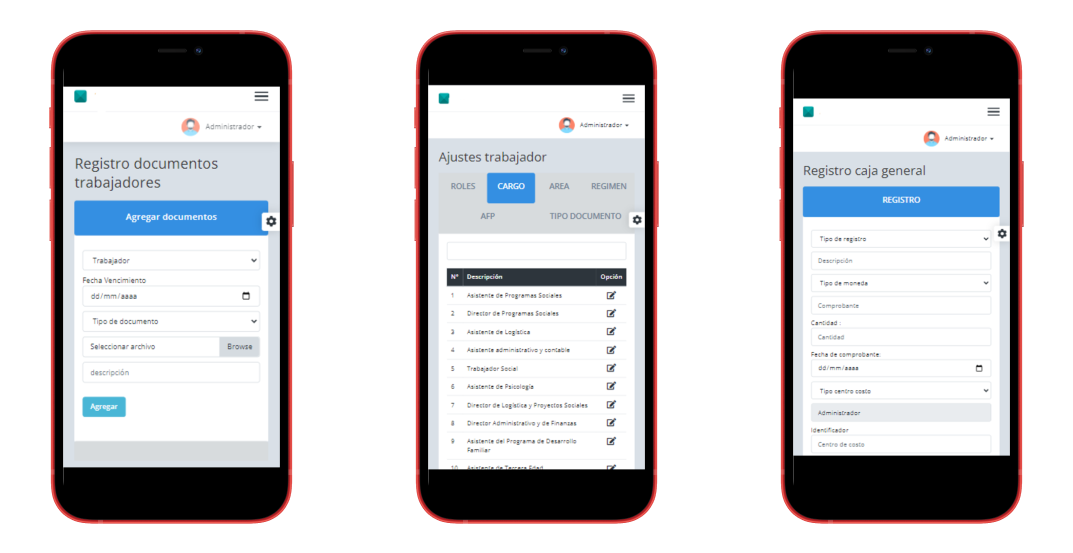 Administrador
Registro documentos
trabajadores
Agregar documentos
Trabajador
Fecha Vencimiento
dd/mm/aaaa
Tipo de documento
Seleccionar archivo Browse
descripción
Agregar
Administrador
Ajustes trabajador
ROLES CARGO AREA REGIMEN
AFP TIPO DOCUMENTO
Nº Descripción Opción
1 Asistente de Programas Sociales
2 Director de Programas Sociales
3 Asistente de Logística
4 Asistente administrativo y contable
5 Trabajador Social
6 Asistente de Psicología
7 Director de Logística y Proyectos Sociales
8 Director Administrativo y de Finanzas
9 Asistente del Programa de Desarrollo
Familiar
10 Asistente de Tercera Edad
Administrador
Registro caja general
REGISTRO
Tipo de registro
Descripción
Tipo de moneda
Comprobante
Cantidad :
Cantidad
Fecha de comprobante:
dd/mm/aaaa
Tipo centro costo
Administrador
Identificador
Centro de costo